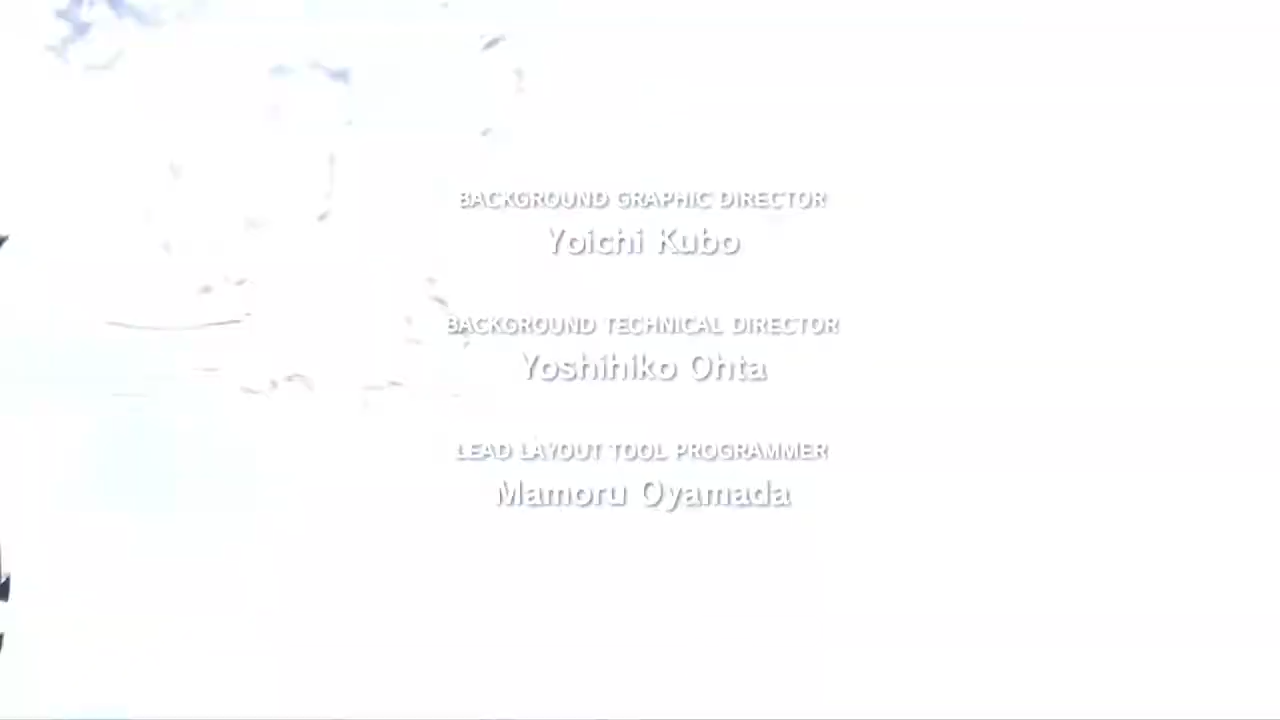 BACKGROUND GRAPHIC DIRECTOR
Yoichi Kubo
BACKGROUND TECHNICAL DIRECTOR
Yoshihiko Ohta
LEAD LAYOUT TOOL PROGRAMMER
Mamoru Oyamada